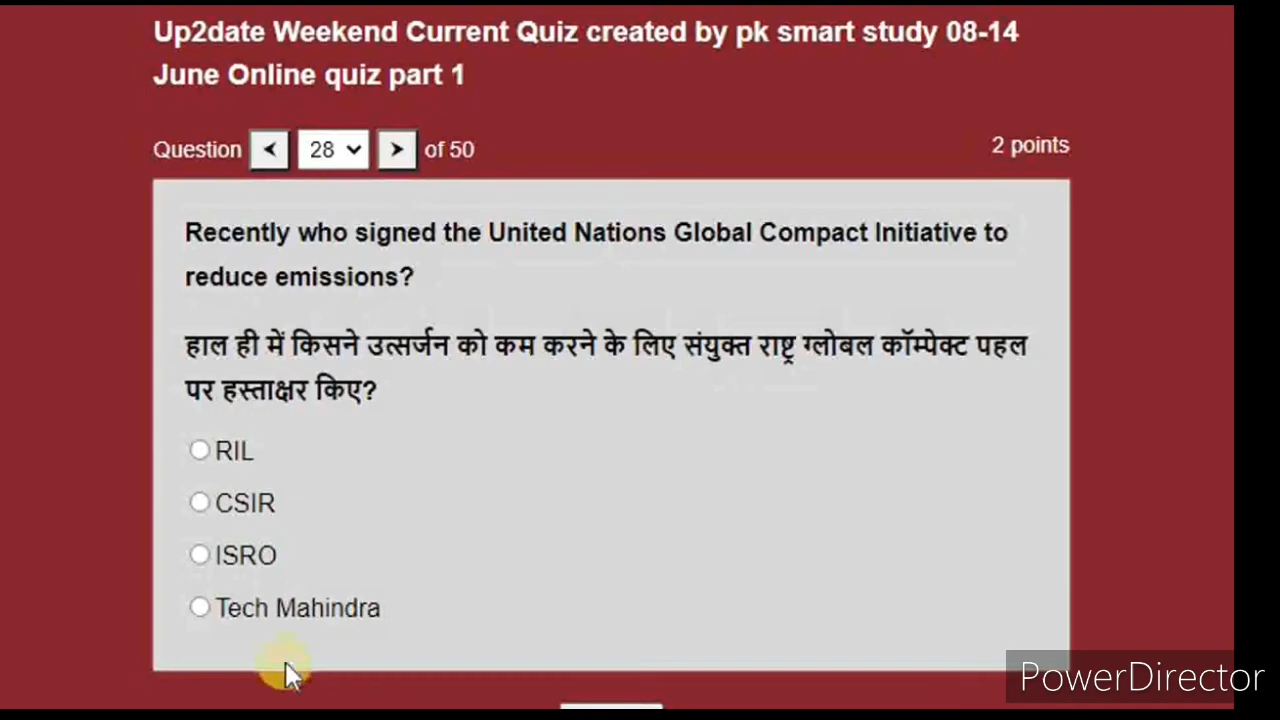 Up2date Weekend Current Quiz created by pk smart study 08-14
June Online quiz part 1
Question < 28 > of 50
2 points
Recently who signed the United Nations Global Compact Initiative to
reduce emissions?
हाल ही में किसने उत्सर्जन को कम करने के लिए संयुक्त राष्ट्र ग्लोबल कॉम्पेक्ट पहल
पर हस्ताक्षर किए?
RIL
CSIR
ISRO
Tech Mahindra
PowerDirector